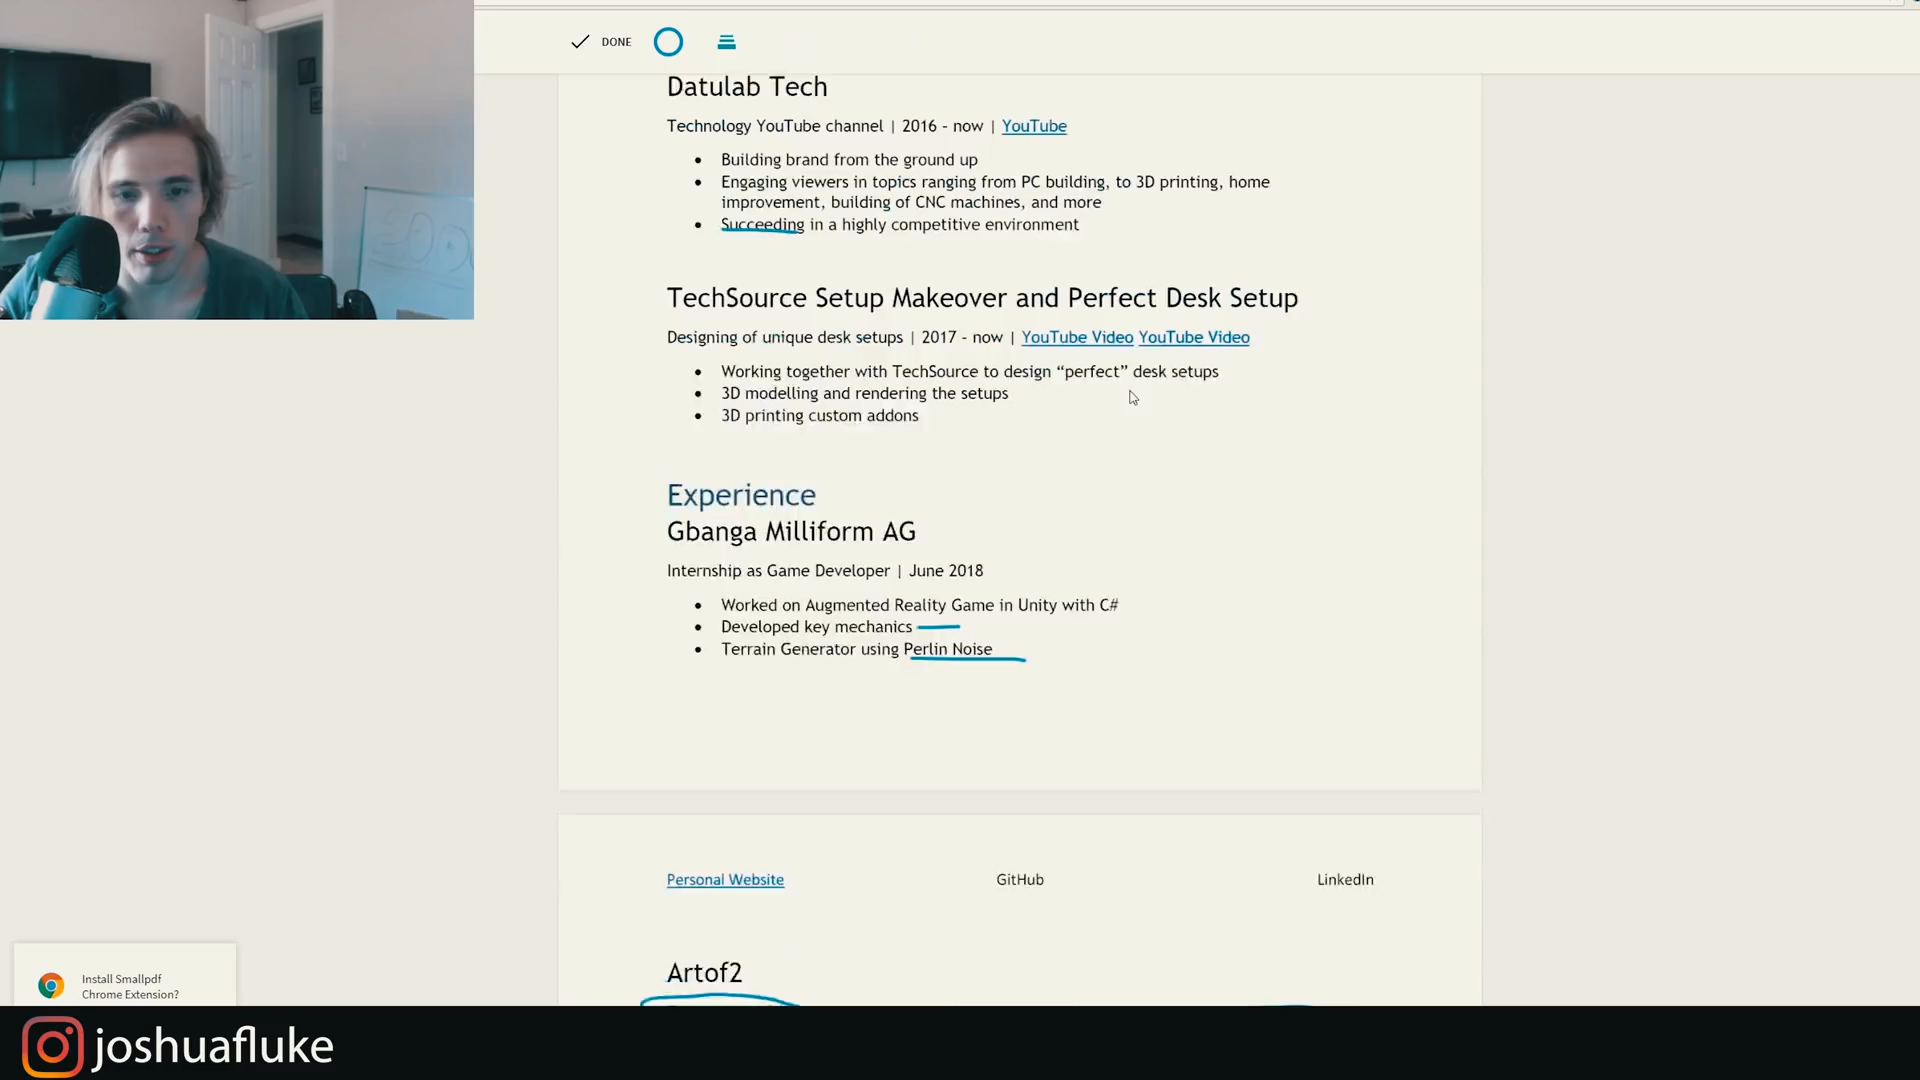 DONE
Datulab Tech
Technology YouTube channel | 2016 - now | YouTube
• Building brand from the ground up
• Engaging viewers in topics ranging from PC building, to 3D printing, home
improvement, building of CNC machines, and more
• Succeeding in a highly competitive environment
TechSource Setup Makeover and Perfect Desk Setup
Designing of unique desk setups | 2017 - now | YouTube Video YouTube Video
• Working together with TechSource to design “perfect” desk setups
• 3D modelling and rendering the setups
• 3D printing custom addons
Experience
Gbanga Milliform AG
Internship as Game Developer | June 2018
• Worked on Augmented Reality Game in Unity with C#
• Developed key mechanics
• Terrain Generator using Perlin Noise
Personal Website GitHub LinkedIn
Artof2
Install Smallpdf
Chrome Extension?
joshuafluke